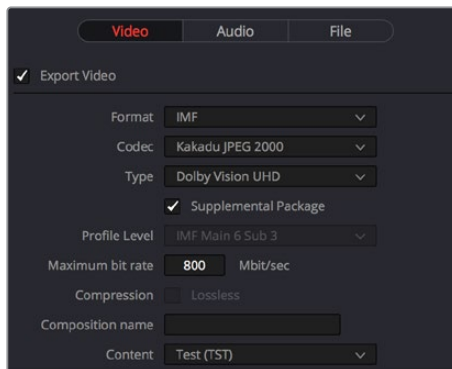 Video Audio File
Export Video
Format IMF
Codec Kakadu JPEG 2000
Type Dolby Vision UHD
Supplemental Package
Profile Level IMF Main 6 Sub 3
Maximum bit rate 800 Mbit/sec
Compression Lossless
Composition name
Content Test (TST)